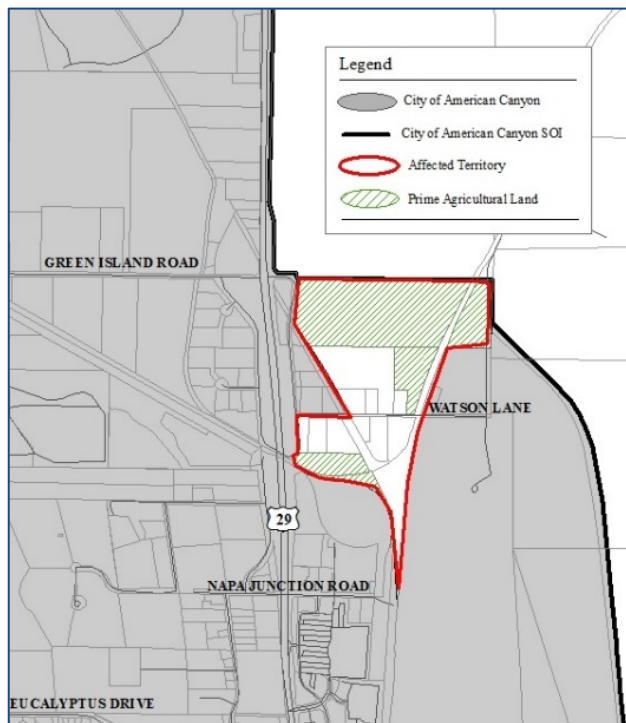 Legend
City of American Canyon
City of American Canyon SOI
Affected Territory
Prime Agricultural Land
GREEN ISLAND ROAD
WATSON LANE
29
NAPA JUNCTION ROAD
EUCALYPTUS DRIVE